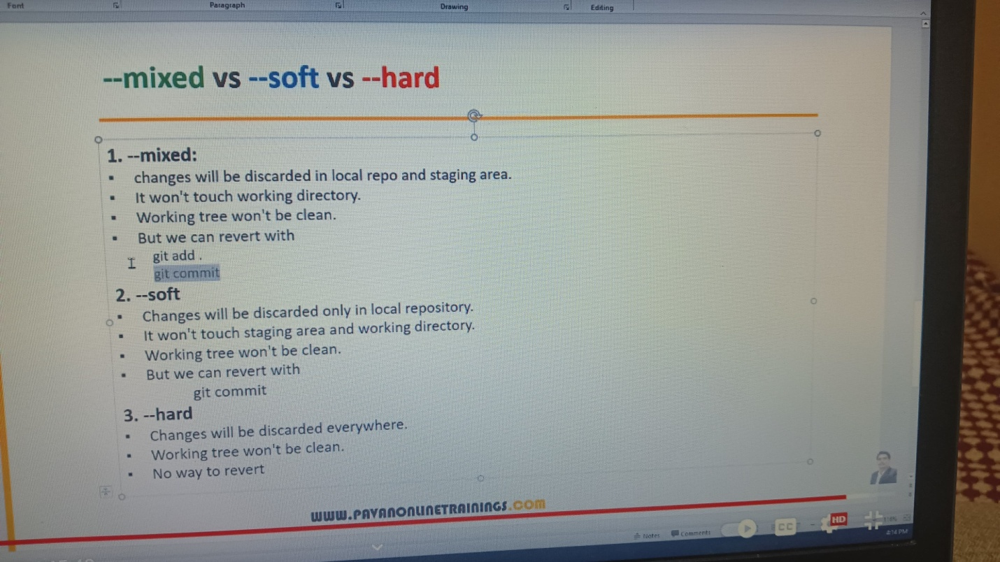 Font
Paragraph
Drawing
Editing
--mixed vs --soft vs --hard
1. --mixed:
▪ changes will be discarded in local repo and staging area.
▪ It won't touch working directory.
▪ Working tree won't be clean.
▪ But we can revert with
git add .
git commit
2. --soft
▪ Changes will be discarded only in local repository.
▪ It won't touch staging area and working directory.
▪ Working tree won't be clean.
▪ But we can revert with
git commit
3. --hard
▪ Changes will be discarded everywhere.
▪ Working tree won't be clean.
▪ No way to revert
WWW.PAVANONLINETRAININGS.COM
Notes
Comments
CC
HD